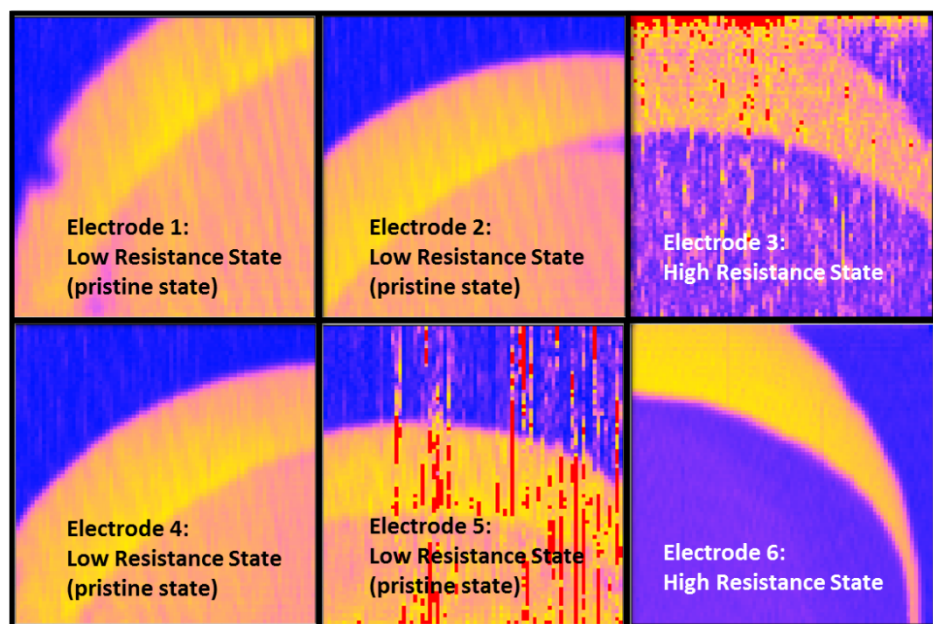 Electrode 1:
Low Resistance State
(pristine state)
Electrode 2:
Low Resistance State
(pristine state)
Electrode 3:
High Resistance State
Electrode 4:
Low Resistance State
(pristine state)
Electrode 5:
Low Resistance State
(pristine state)
Electrode 6:
High Resistance State